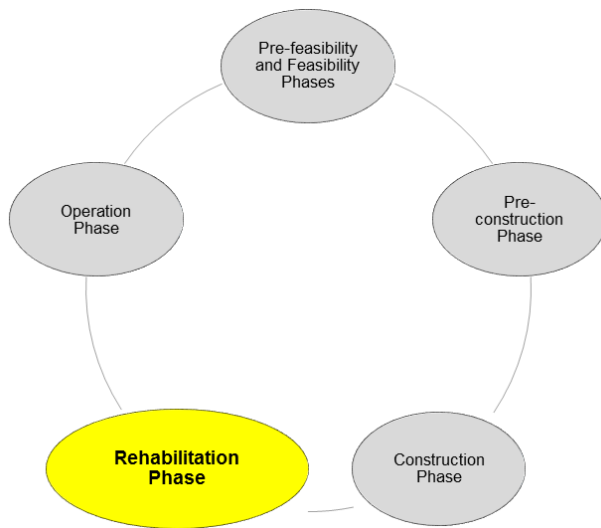 Pre-feasibility
and Feasibility
Phases
Pre-
construction
Phase
Construction
Phase
Rehabilitation
Phase
Operation
Phase